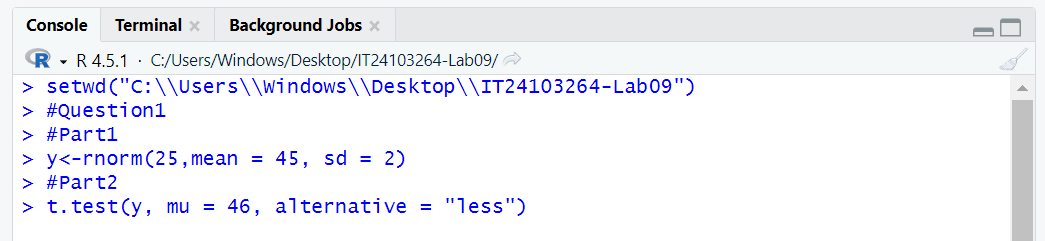 Console Terminal Background Jobs
R 4.5.1 · C:/Users/Windows/Desktop/IT24103264-Lab09/
> setwd("C:\\Users\\Windows\\Desktop\\IT24103264-Lab09")
> #Question1
> #Part1
> y<-rnorm(25,mean = 45, sd = 2)
> #Part2
> t.test(y, mu = 46, alternative = "less")